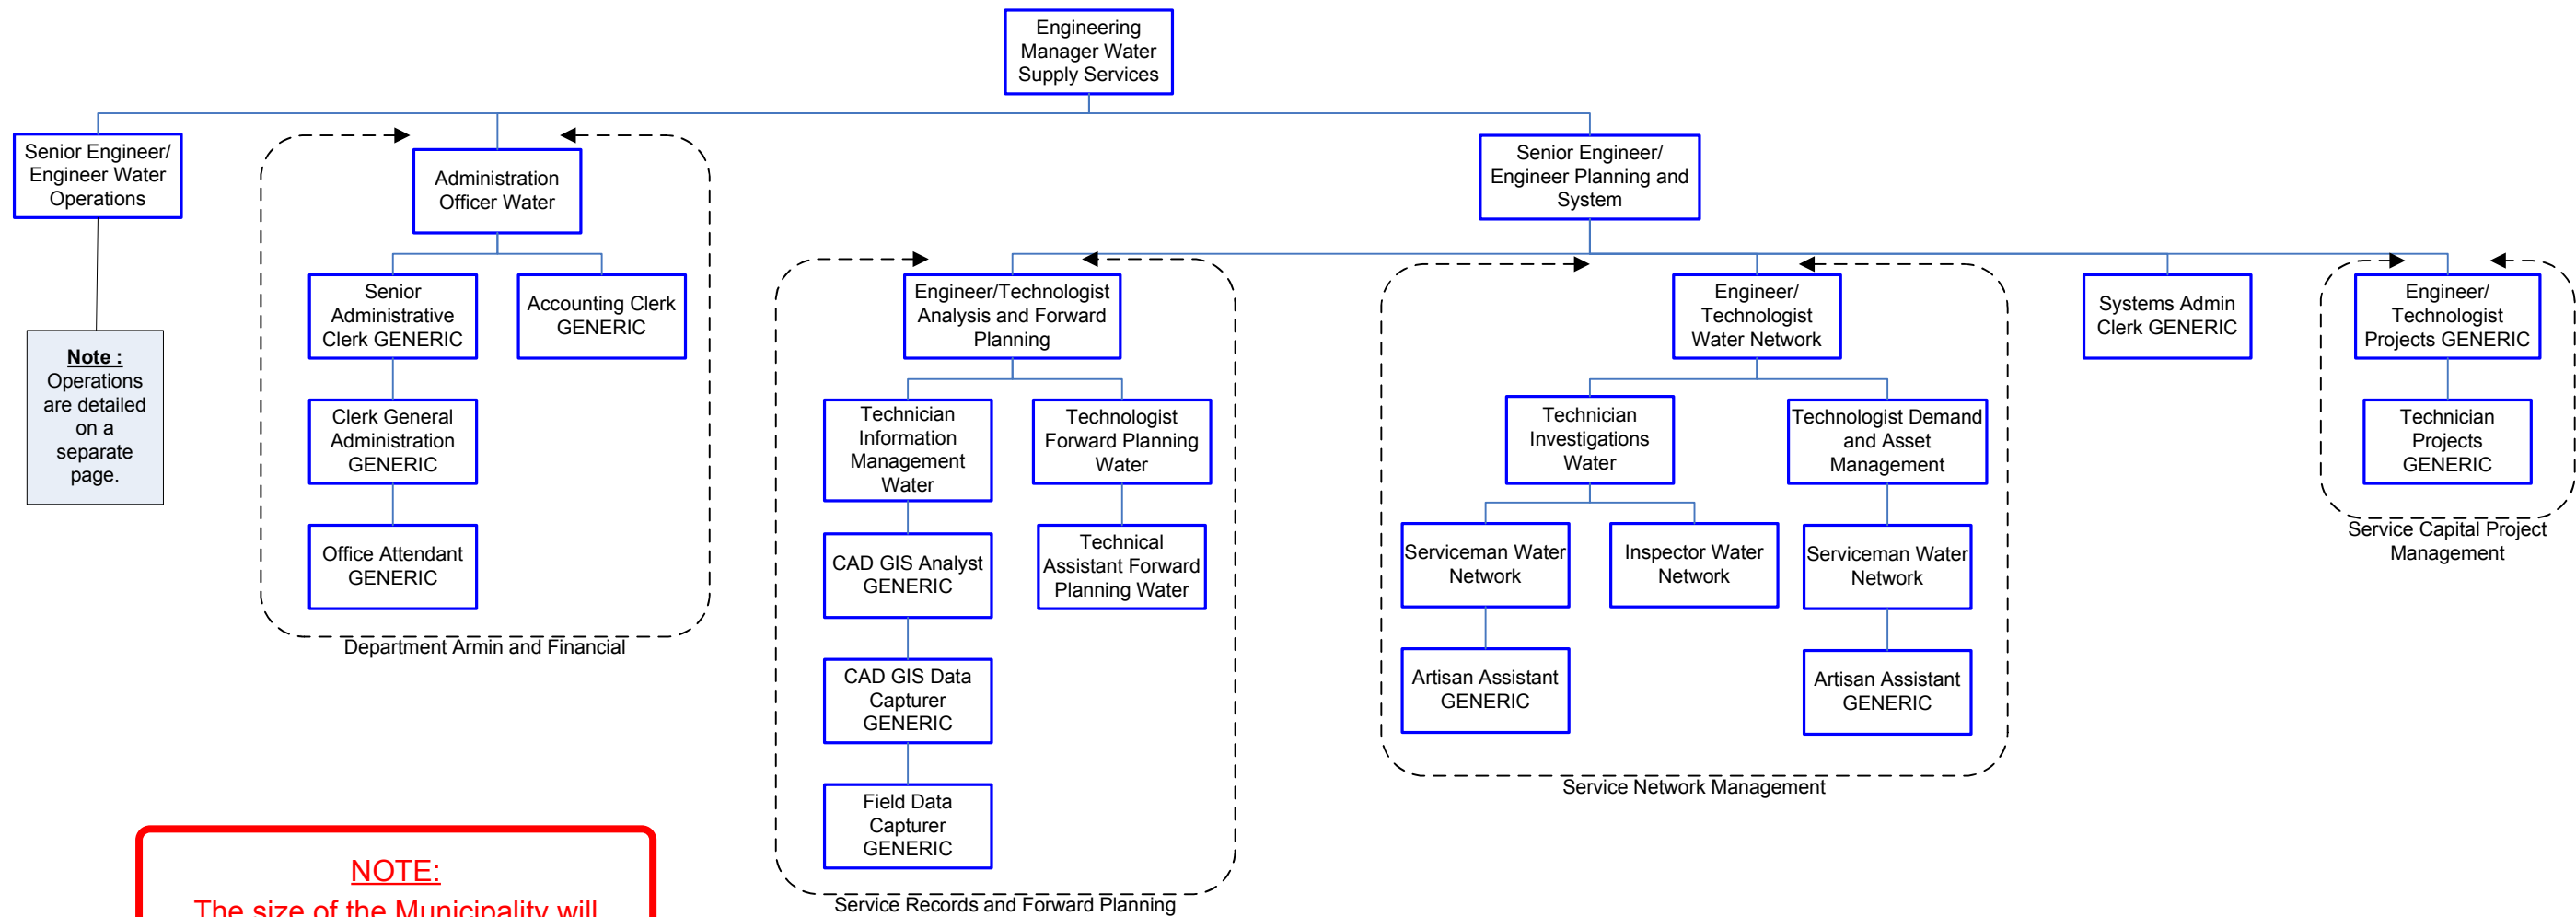 Engineering
Manager Water
Supply Services
Senior Engineer/
Engineer Water
Operations
Note :
Operations
are detailed
on a
separate
page.
Administration
Officer Water
Senior
Administrative
Clerk GENERIC
Accounting Clerk
GENERIC
Clerk General
Administration
GENERIC
Office Attendant
GENERIC
Department Armin and Financial
Senior Engineer/
Engineer Planning and
System
Engineer/Technologist
Analysis and Forward
Planning
Technician
Information
Management
Water
Technologist
Forward Planning
Water
CAD GIS Analyst
GENERIC
Technical
Assistant Forward
Planning Water
CAD GIS Data
Capturer
GENERIC
Field Data
Capturer
GENERIC
Service Records and Forward Planning
Engineer/
Technologist
Water Network
Technician
Investigations
Water
Technologist Demand
and Asset
Management
Serviceman Water
Network
Inspector Water
Network
Serviceman Water
Network
Artisan Assistant
GENERIC
Artisan Assistant
GENERIC
Service Network Management
Systems Admin
Clerk GENERIC
Engineer/
Technologist
Projects GENERIC
Technician
Projects
GENERIC
Service Capital Project
Management
NOTE:
The size of the Municipality will